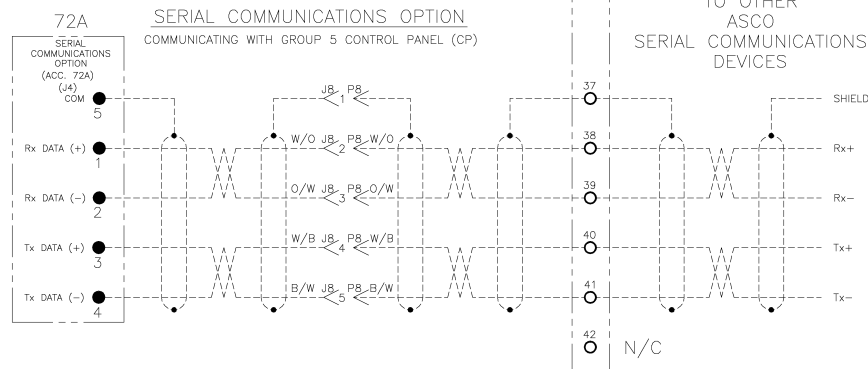 72A
SERIAL COMMUNICATIONS OPTION
COMMUNICATING WITH GROUP 5 CONTROL PANEL (CP)
TO OTHER
ASCO
SERIAL COMMUNICATIONS
DEVICES
SERIAL
COMMUNICATIONS
OPTION
(ACC. 72A)
(J4)
COM
5
J8 1 P8
37
SHIELD
Rx DATA (+)
1
W/O J8 2 P8 W/O
38
Rx+
Rx DATA (-)
2
O/W J8 3 P8 O/W
39
Rx-
Tx DATA (+)
3
W/B J8 4 P8 W/B
40
Tx+
Tx DATA (-)
4
B/W J8 5 P8 B/W
41
Tx-
42
N/C